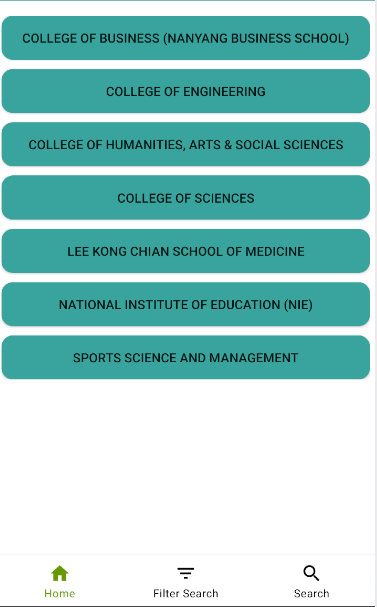 COLLEGE OF BUSINESS (NANYANG BUSINESS SCHOOL)
COLLEGE OF ENGINEERING
COLLEGE OF HUMANITIES, ARTS & SOCIAL SCIENCES
COLLEGE OF SCIENCES
LEE KONG CHIAN SCHOOL OF MEDICINE
NATIONAL INSTITUTE OF EDUCATION (NIE)
SPORTS SCIENCE AND MANAGEMENT
Home
Filter Search
Search